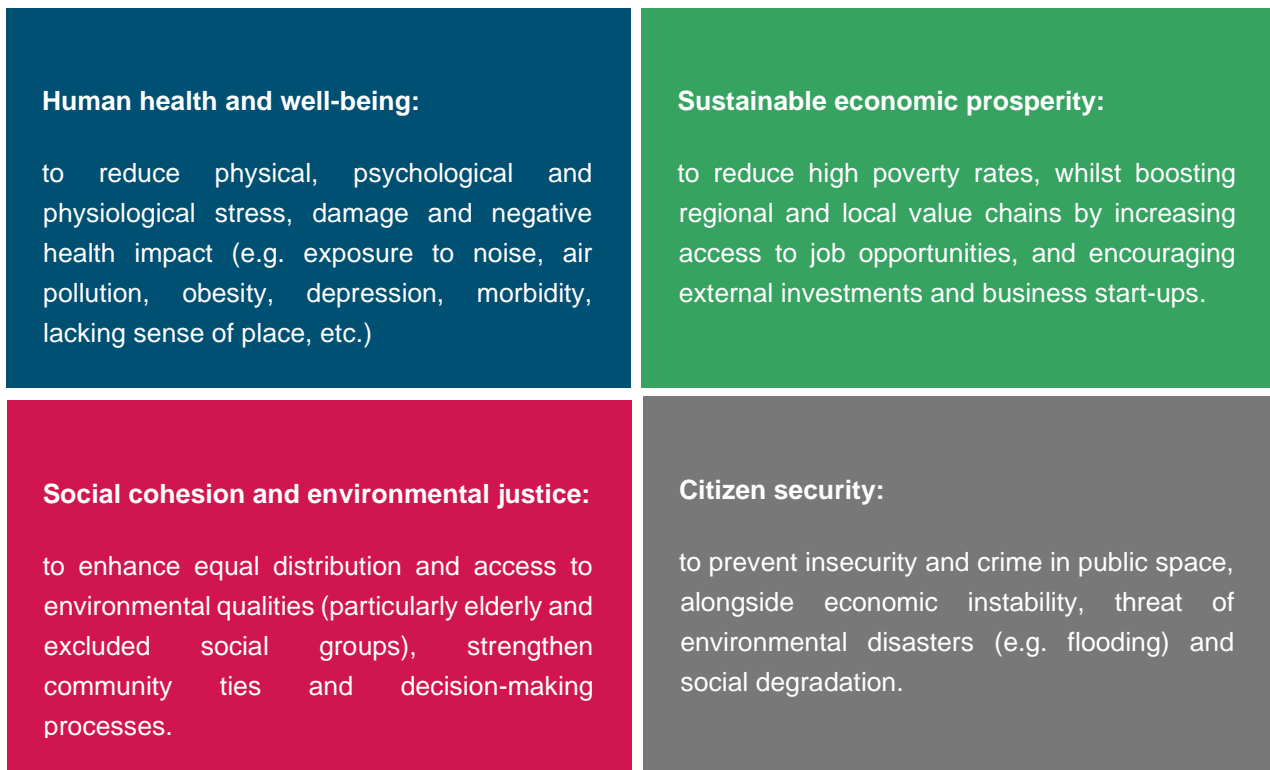 Human health and well-being:
to reduce physical, psychological and
physiological stress, damage and negative
health impact (e.g. exposure to noise, air
pollution, obesity, depression, morbidity,
lacking sense of place, etc.)
Sustainable economic prosperity:
to reduce high poverty rates, whilst boosting
regional and local value chains by increasing
access to job opportunities, and encouraging
external investments and business start-ups.
Social cohesion and environmental justice:
to enhance equal distribution and access to
environmental qualities (particularly elderly and
excluded social groups), strengthen
community ties and decision-making
processes.
Citizen security:
to prevent insecurity and crime in public space,
alongside economic instability, threat of
environmental disasters (e.g. flooding) and
social degradation.